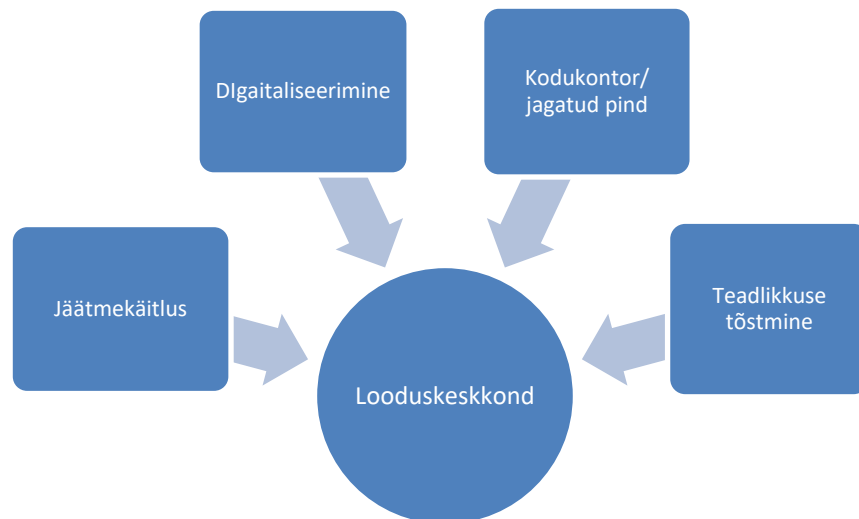 DIgaitaliseerimine
Kodukontor/
jagatud pind
Jäätmekäitlus
Teadlikkuse
tõstmine
Looduskeskkond